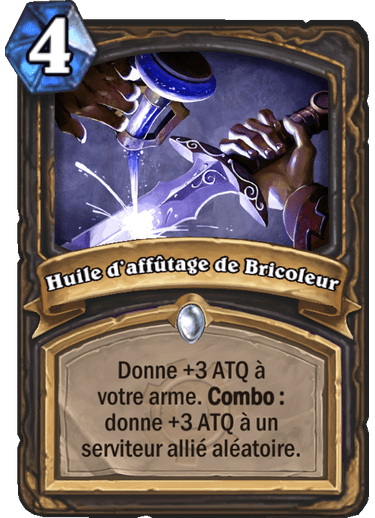 4
Huile d'affûtage de Bricoleur
Donne +3 ATQ à
votre arme. Combo :
donne +3 ATQ à un
serviteur allié aléatoire.